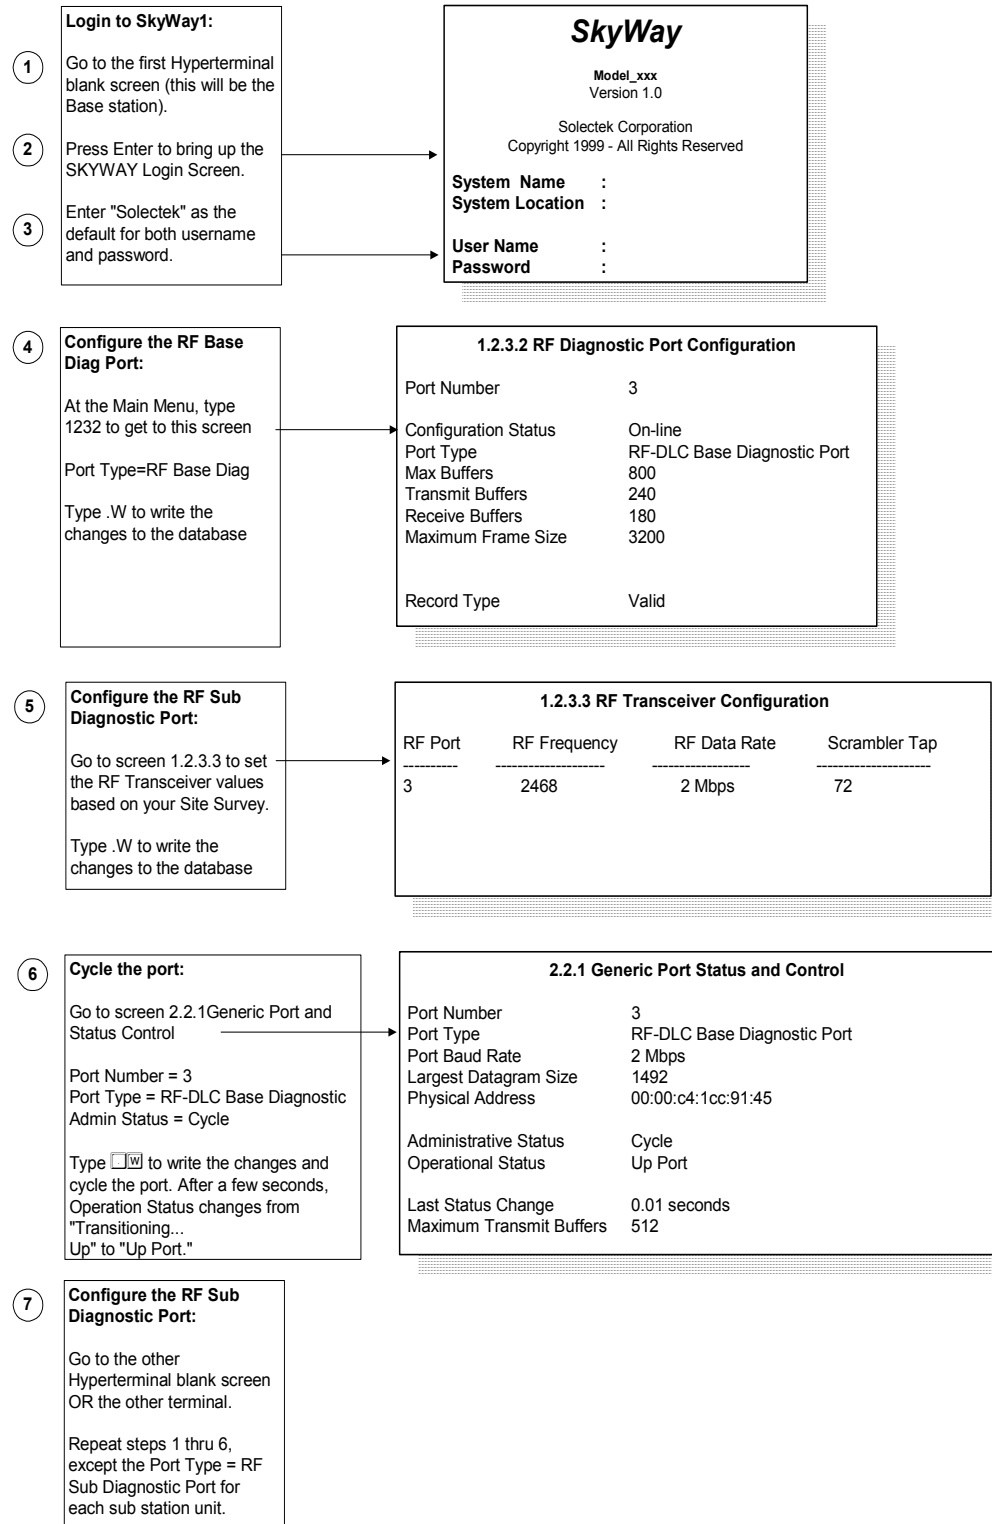 Login to SkyWay1:
1
Go to the first Hyperterminal
blank screen (this will be the
Base station).
2
Press Enter to bring up the
SKYWAY Login Screen.
3
Enter "Solectek" as the
default for both username
and password.
SkyWay
Model_xxx
Version 1.0
Solectek Corporation
Copyright 1999 - All Rights Reserved
System Name :
System Location :
User Name :
Password :
4
Configure the RF Base
Diag Port:
At the Main Menu, type
1232 to get to this screen
Port Type=RF Base Diag
Type .W to write the
changes to the database
1.2.3.2 RF Diagnostic Port Configuration
Port Number 3
Configuration Status On-line
Port Type RF-DLC Base Diagnostic Port
Max Buffers 800
Transmit Buffers 240
Receive Buffers 180
Maximum Frame Size 3200
Record Type Valid
5
Configure the RF Sub
Diagnostic Port:
Go to screen 1.2.3.3 to set
the RF Transceiver values
based on your Site Survey.
Type .W to write the
changes to the database
1.2.3.3 RF Transceiver Configuration
RF Port RF Frequency RF Data Rate Scrambler Tap
---------- -------------------- ------------------ ---------------------
3 2468 2 Mbps 72
6
Cycle the port:
Go to screen 2.2.1Generic Port and
Status Control
Port Number = 3
Port Type = RF-DLC Base Diagnostic
Admin Status = Cycle
Type . W to write the changes and
cycle the port. After a few seconds,
Operation Status changes from
"Transitioning...
Up" to "Up Port."
2.2.1 Generic Port Status and Control
Port Number 3
Port Type RF-DLC Base Diagnostic Port
Port Baud Rate 2 Mbps
Largest Datagram Size 1492
Physical Address 00:00:c4:1cc:91:45
Administrative Status Cycle
Operational Status Up Port
Last Status Change 0.01 seconds
Maximum Transmit Buffers 512
7
Configure the RF Sub
Diagnostic Port:
Go to the other
Hyperterminal blank screen
OR the other terminal.
Repeat steps 1 thru 6,
except the Port Type = RF
Sub Diagnostic Port for
each sub station unit.